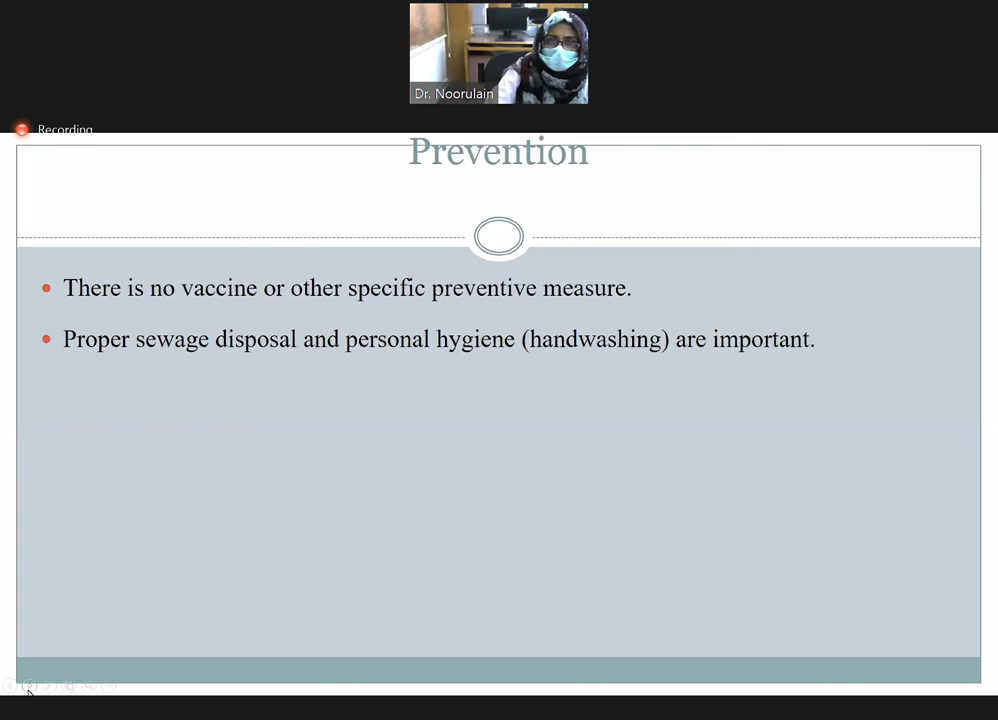 Dr. Noorulain
Recording
Prevention
There is no vaccine or other specific preventive measure.
Proper sewage disposal and personal hygiene (handwashing) are important.